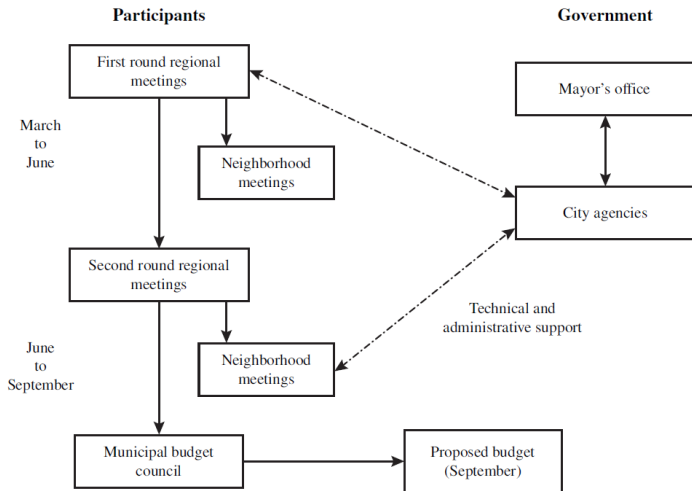 Participants
Government
First round regional
meetings
Mayor's office
March
to
June
Neighborhood
meetings
City agencies
Second round regional
meetings
Technical and
administrative support
June
to
September
Neighborhood
meetings
Municipal budget
council
Proposed budget
(September)